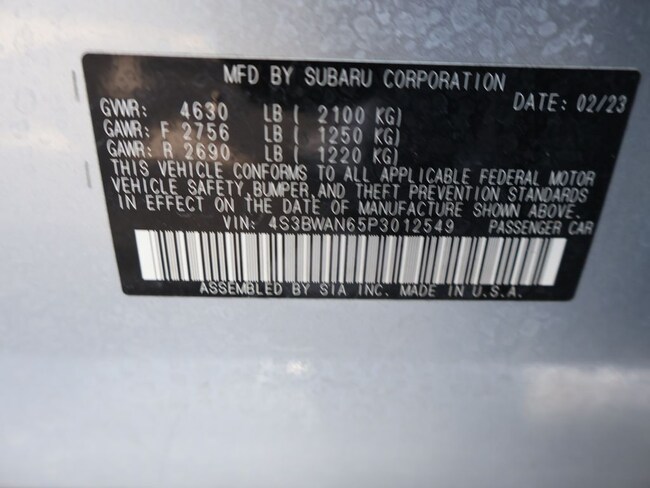 MFD BY SUBARU CORPORATION
DATE: 02/23
GVWR: 4630 LB ( 2100 KG)
GAWR: F 2756 LB ( 1250 KG)
GAWR: R 2690 LB ( 1220 KG)
THIS VEHICLE CONFORMS TO ALL APPLICABLE FEDERAL MOTOR
VEHICLE SAFETY,BUMPER,AND THEFT PREVENTION STANDARDS
IN EFFECT ON THE DATE OF MANUFACTURE SHOWN ABOVE.
VIN: 4S3BWAN65P3012549 PASSENGER CAR
ASSEMBLED BY SIA INC. MADE IN U.S.A.